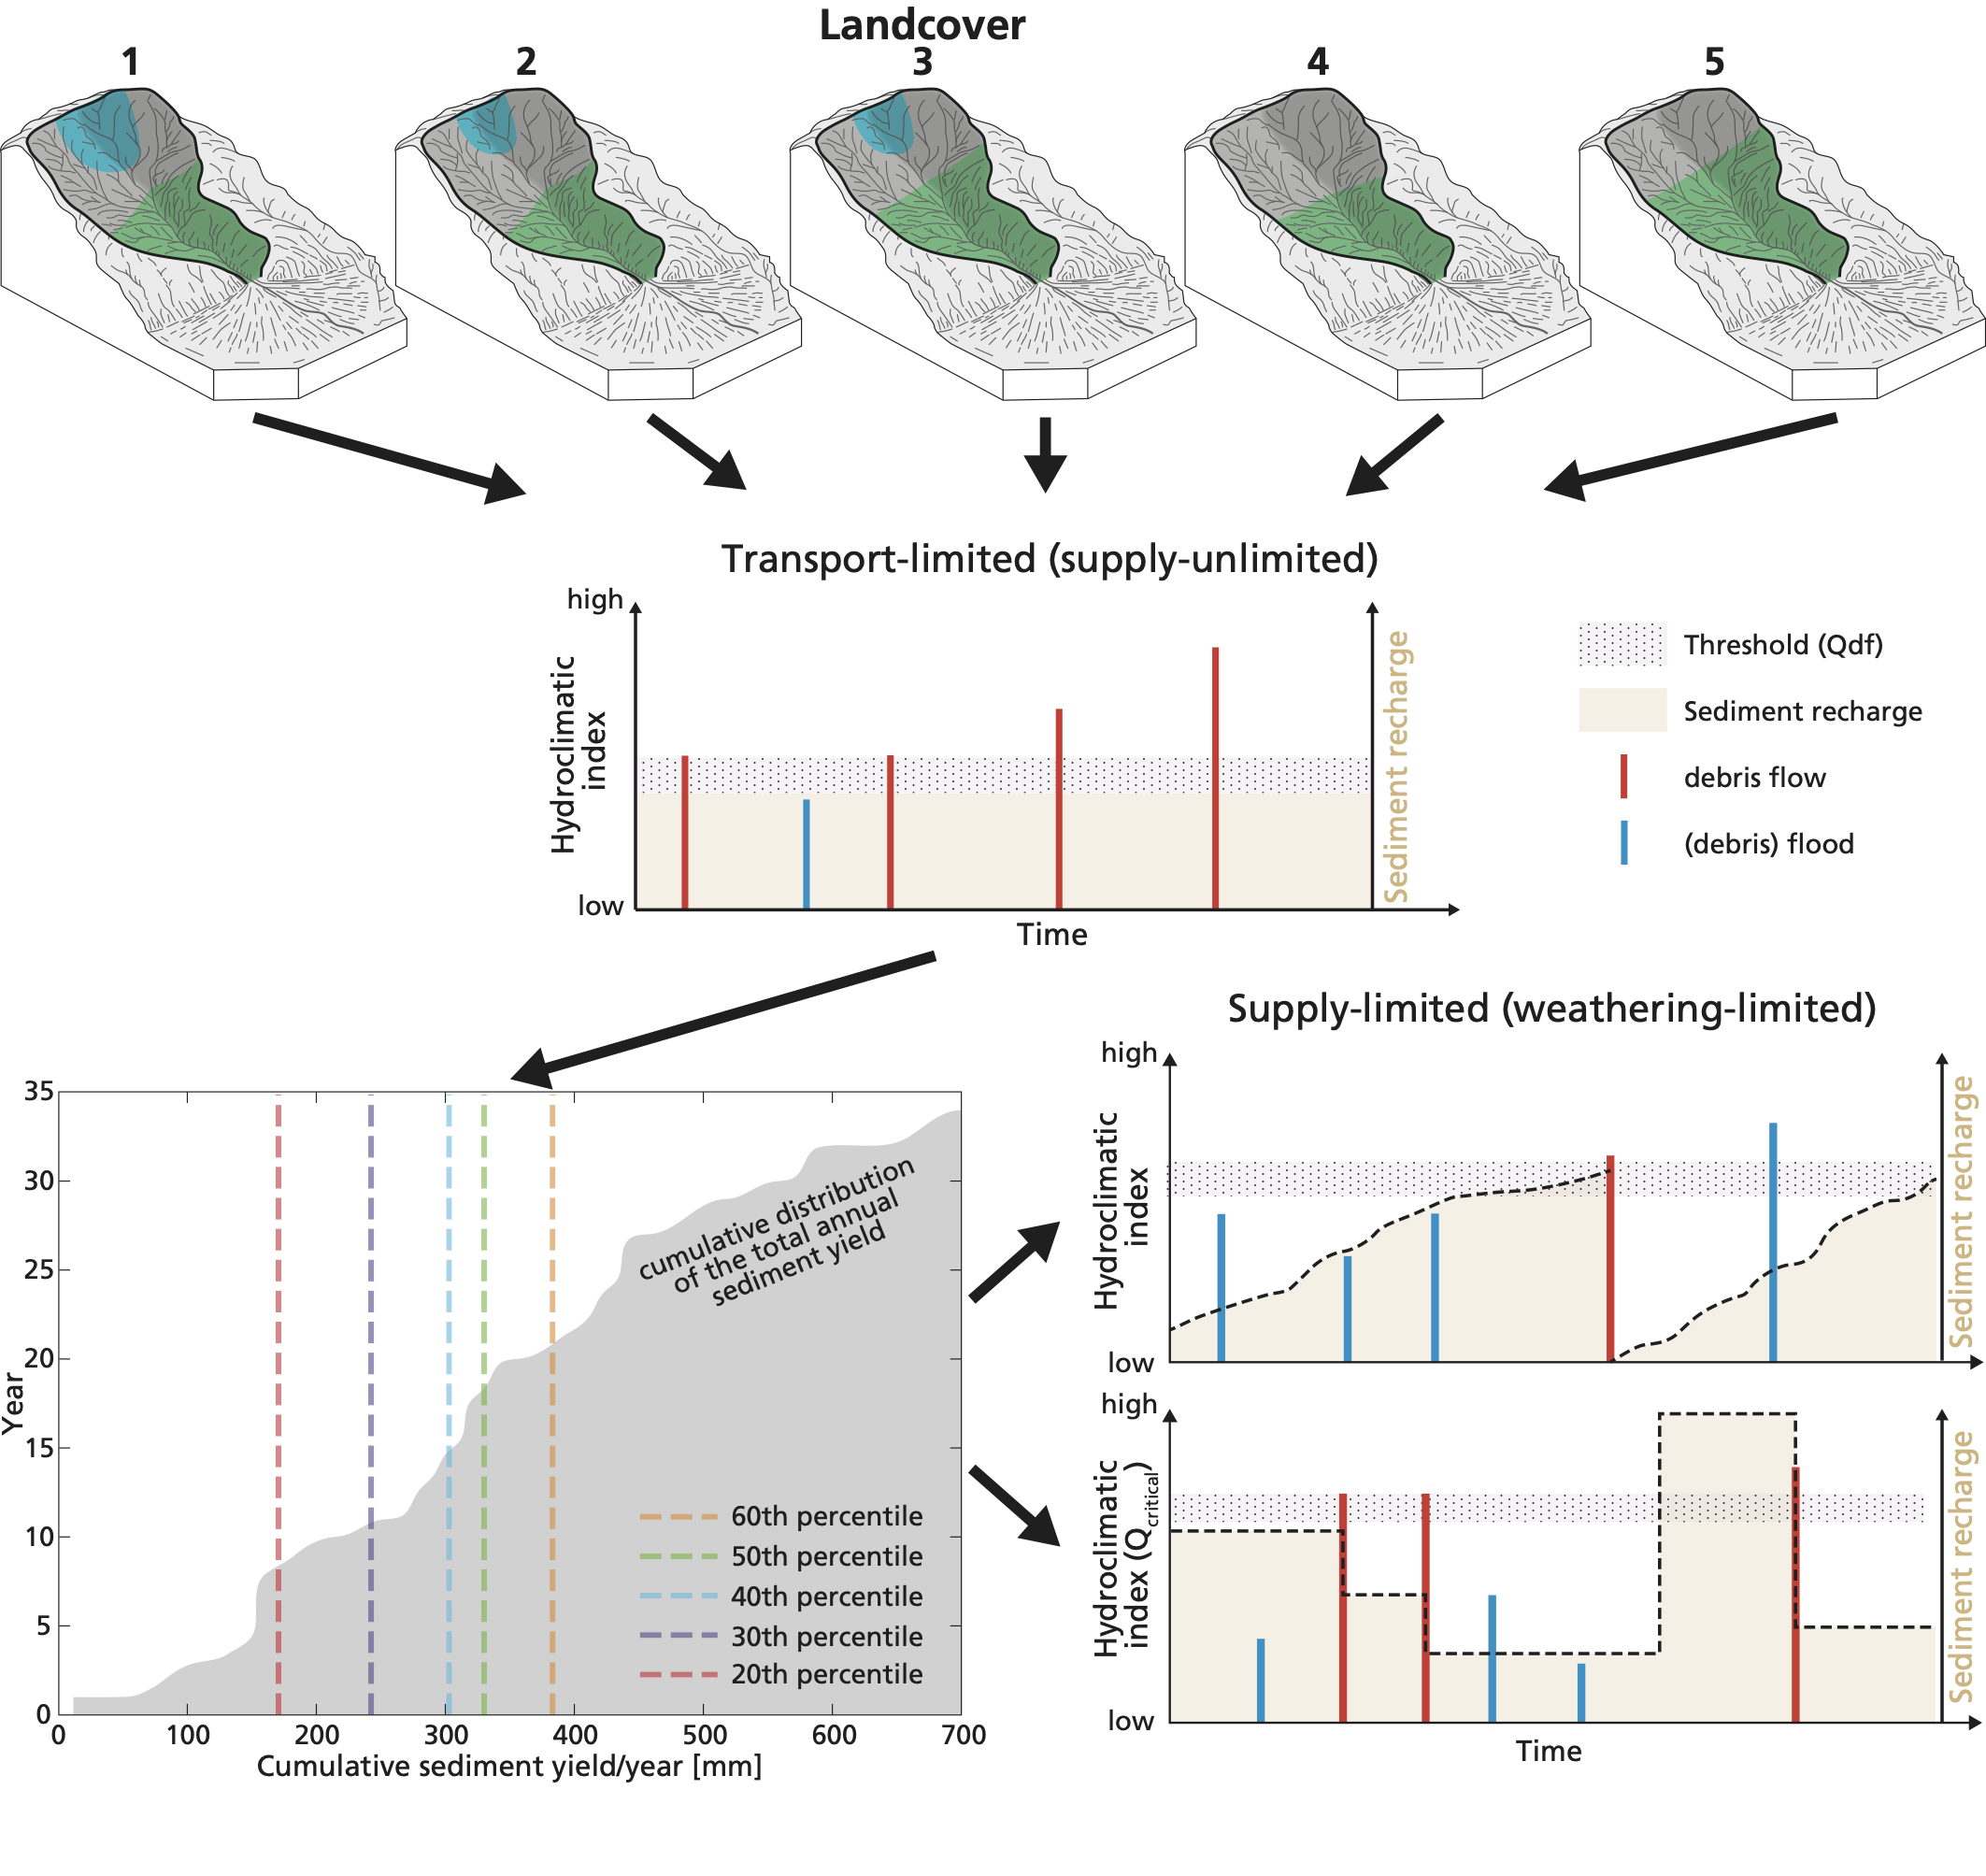 Landcover
1 2 3 4 5
Transport-limited (supply-unlimited)
high
Hydroclimatic
index
low
Time
Sediment recharge
Threshold (Qdf)
Sediment recharge
debris flow
(debris) flood
35
30
25
20
15
10
5
0
Year
0 100 200 300 400 500 600 700
Cumulative sediment yield/year [mm]
cumulative distribution
of the total annual
sediment yield
60th percentile
50th percentile
40th percentile
30th percentile
20th percentile
Supply-limited (weathering-limited)
high
Hydroclimatic
index
low
Sediment recharge
high
Hydroclimatic
index (Qcritical)
low
Time
Sediment recharge